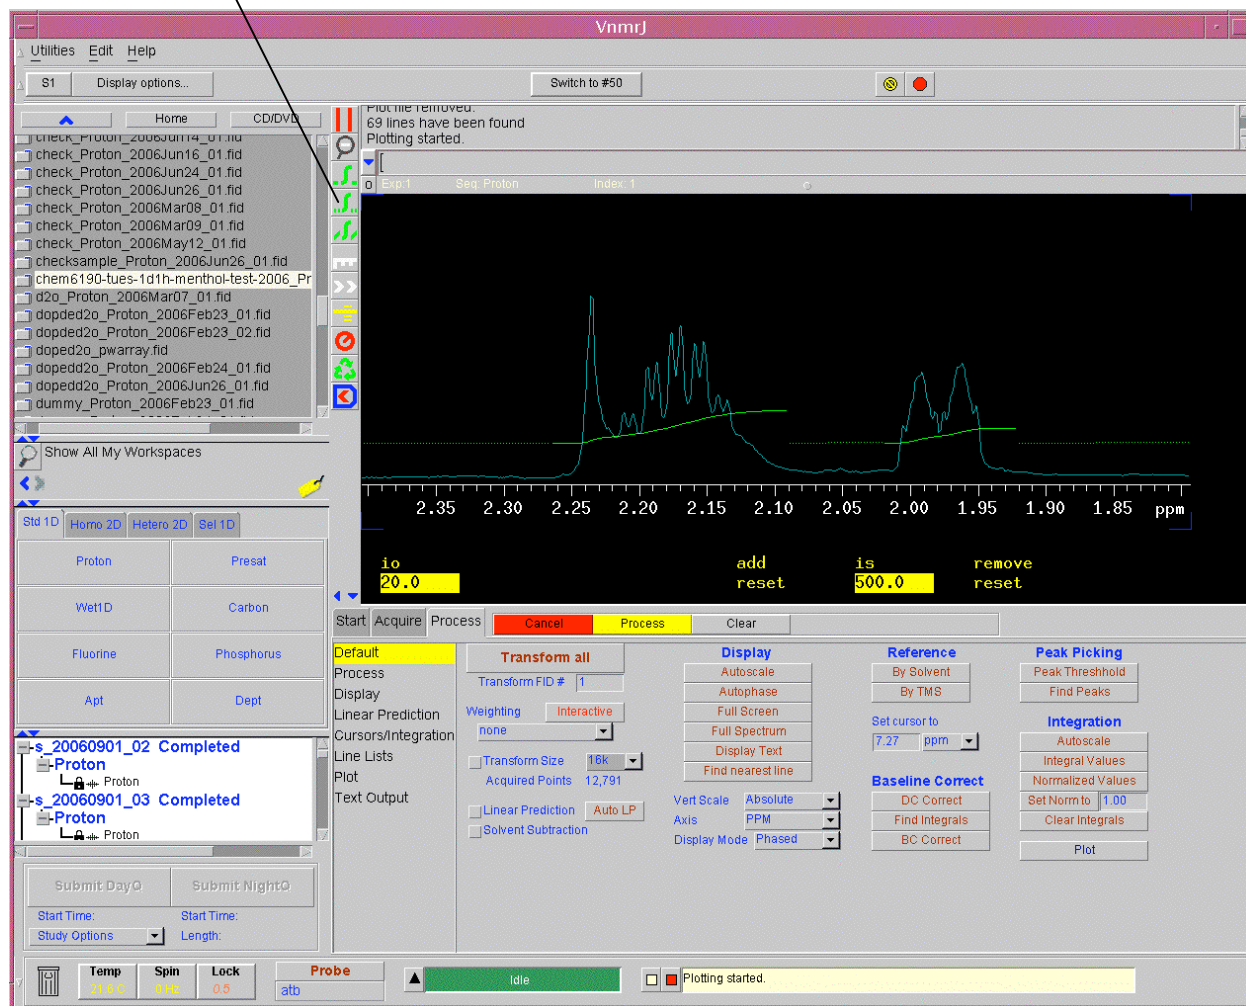 VnmrJ
Utilities Edit Help
S1 Display options... Switch to #50
Home CD/DVD
Plot file removed.
69 lines have been found
Plotting started.
[
Exp:1 Seq: Proton Index: 1
check_Proton_2006Jun14_01.fid
check_Proton_2006Jun16_01.fid
check_Proton_2006Jun24_01.fid
check_Proton_2006Jun26_01.fid
check_Proton_2006Mar08_01.fid
check_Proton_2006Mar09_01.fid
check_Proton_2006May12_01.fid
checksample_Proton_2006Jun26_01.fid
chem6190-tues-1d1h-menthol-test-2006_Pr
d2o_Proton_2006Mar07_01.fid
dopded2o_Proton_2006Feb23_01.fid
dopded2o_Proton_2006Feb23_02.fid
doped2o_pwarray.fid
dopedd2o_Proton_2006Feb24_01.fid
dopedd2o_Proton_2006Jun26_01.fid
dummy_Proton_2006Feb23_01.fid
2.35 2.30 2.25 2.20 2.15 2.10 2.05 2.00 1.95 1.90 1.85 ppm
io add is remove
20.0 reset 500.0 reset
Show All My Workspaces
Std 1D Homo 2D Hetero 2D Sel 1D
Proton Presat
Wet1D Carbon
Fluorine Phosphorus
Apt Dept
s_20060901_02 Completed
Proton
Proton
s_20060901_03 Completed
Proton
Proton
Submit DayQ Submit NightQ
Start Time: Start Time:
Study Options Length:
Start Acquire Process Cancel Process Clear
Default
Process
Display
Linear Prediction
Cursors/Integration
Line Lists
Plot
Text Output
Transform all
Transform FID # 1
Weighting Interactive
none
Transform Size 16k
Acquired Points 12,791
Linear Prediction Auto LP
Solvent Subtraction
Display
Autoscale
Autophase
Full Screen
Full Spectrum
Display Text
Find nearest line
Vert Scale Absolute
Axis PPM
Display Mode Phased
Reference
By Solvent
By TMS
Set cursor to
7.27 ppm
Baseline Correct
DC Correct
Find Integrals
BC Correct
Peak Picking
Peak Threshhold
Find Peaks
Integration
Autoscale
Integral Values
Normalized Values
Set Norm to 1.00
Clear Integrals
Plot
Temp Spin Lock Probe
21.6 C 0 Hz 0.5 atb
Idle
Plotting started.